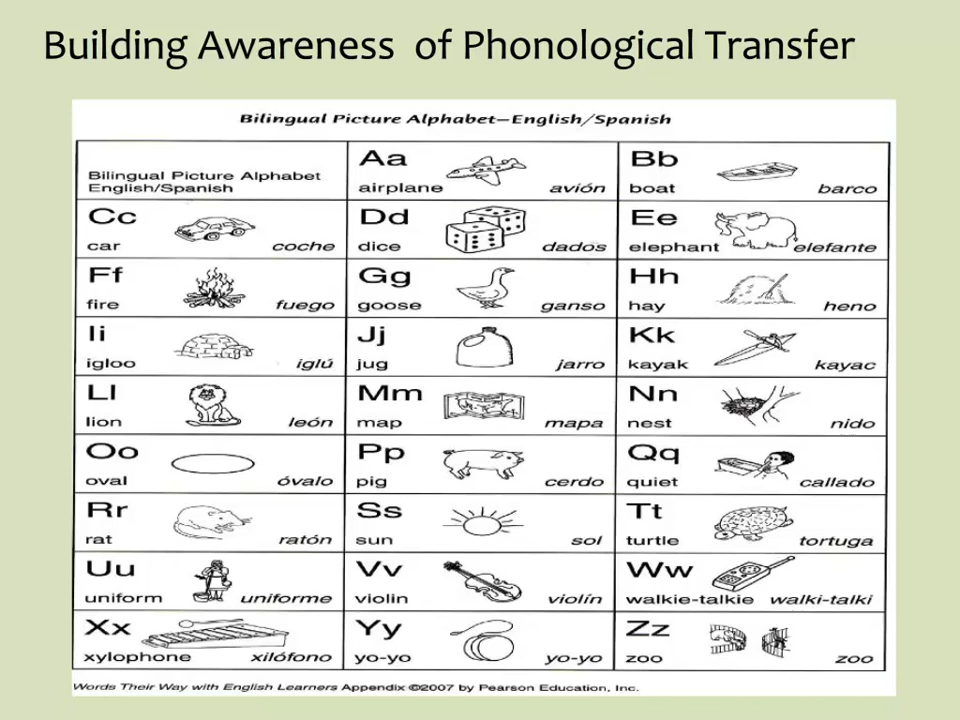 Building Awareness of Phonological Transfer
Bilingual Picture Alphabet—English/Spanish
Bilingual Picture Alphabet
English/Spanish
Aa
airplane avión
Bb
boat barco
Cc
car coche
Dd
dice dados
Ee
elephant elefante
Ff
fire fuego
Gg
goose ganso
Hh
hay heno
Ii
igloo iglú
Jj
jug jarro
Kk
kayak kayac
Ll
lion león
Mm
map mapa
Nn
nest nido
Oo
oval óvalo
Pp
pig cerdo
Qq
quiet callado
Rr
rat ratón
Ss
sun sol
Tt
turtle tortuga
Uu
uniform uniforme
Vv
violin violín
Ww
walkie-talkie walki-talki
Xx
xylophone xilófono
Yy
yo-yo yo-yo
Zz
zoo zoo
Words Their Way with English Learners Appendix ©2007 by Pearson Education, Inc.